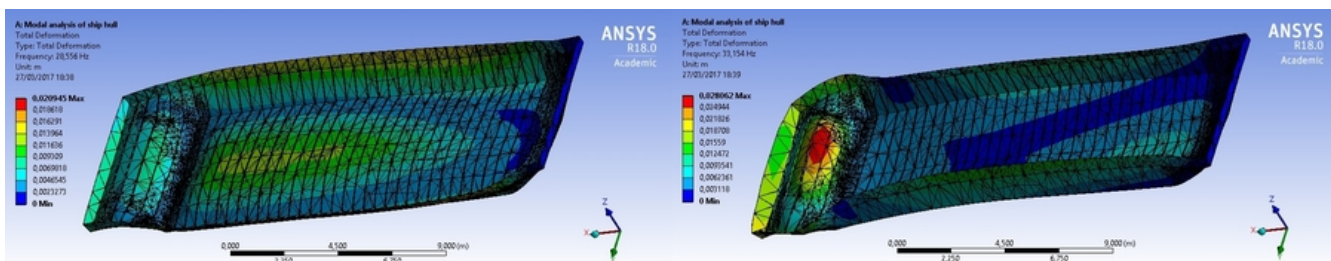 A: Modal analysis of ship hull
Total Deformation
Type: Total Deformation
Frequency: 28,556 Hz
Unit: m
27/03/2017 18:38
0,020945 Max
0,018618
0,016291
0,013964
0,011636
0,009309
0,0069818
0,0046545
0,0023273
0 Min
ANSYS
R18.0
Academic
0,000
4,500
9,000 (m)
2,250
6,750
Z
X
A: Modal analysis of ship hull
Total Deformation
Type: Total Deformation
Frequency: 33,154 Hz
Unit: m
27/03/2017 18:39
0,028062 Max
0,024944
0,021826
0,018708
0,01559
0,012472
0,0093541
0,0062361
0,003118
0 Min
ANSYS
R18.0
Academic
0,000
4,500
9,000 (m)
2,250
6,750
Z
X